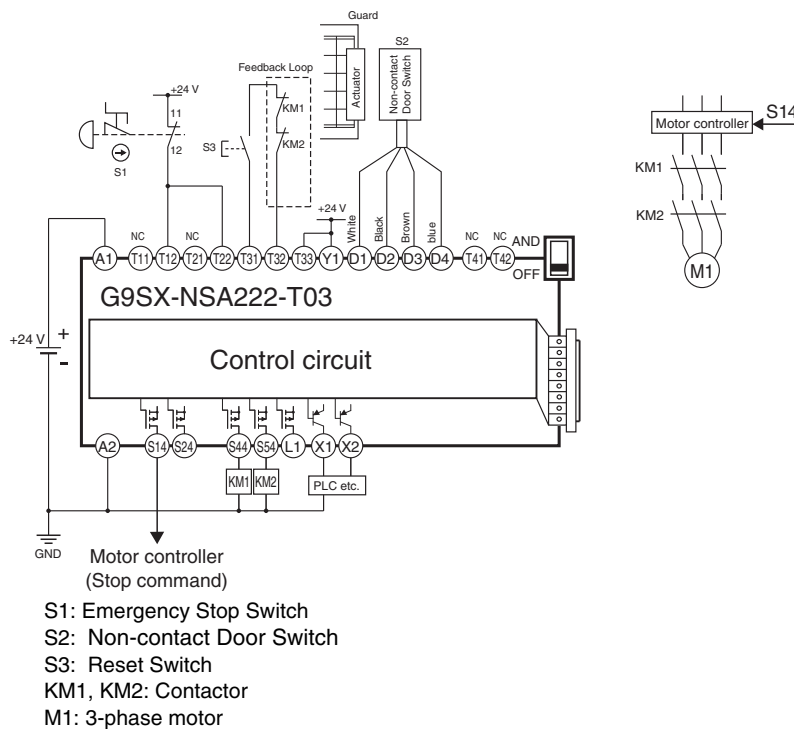 Guard
S2
Feedback Loop
Actuator
Non-contact
Door Switch
+24 V
11
12
S1
S3
KM1
KM2
+24 V
White
Black
Brown
blue
NC
NC
NC
NC
A1
T11
T12
T21
T22
T31
T32
T33
Y1
D1
D2
D3
D4
T41
T42
AND
OFF
G9SX-NSA222-T03
Control circuit
+24 V
+
-
A2
S14
S24
S44
S54
L1
X1
X2
KM1
KM2
PLC etc.
GND
Motor controller
(Stop command)
Motor controller
S14
KM1
KM2
M1
S1: Emergency Stop Switch
S2: Non-contact Door Switch
S3: Reset Switch
KM1, KM2: Contactor
M1: 3-phase motor